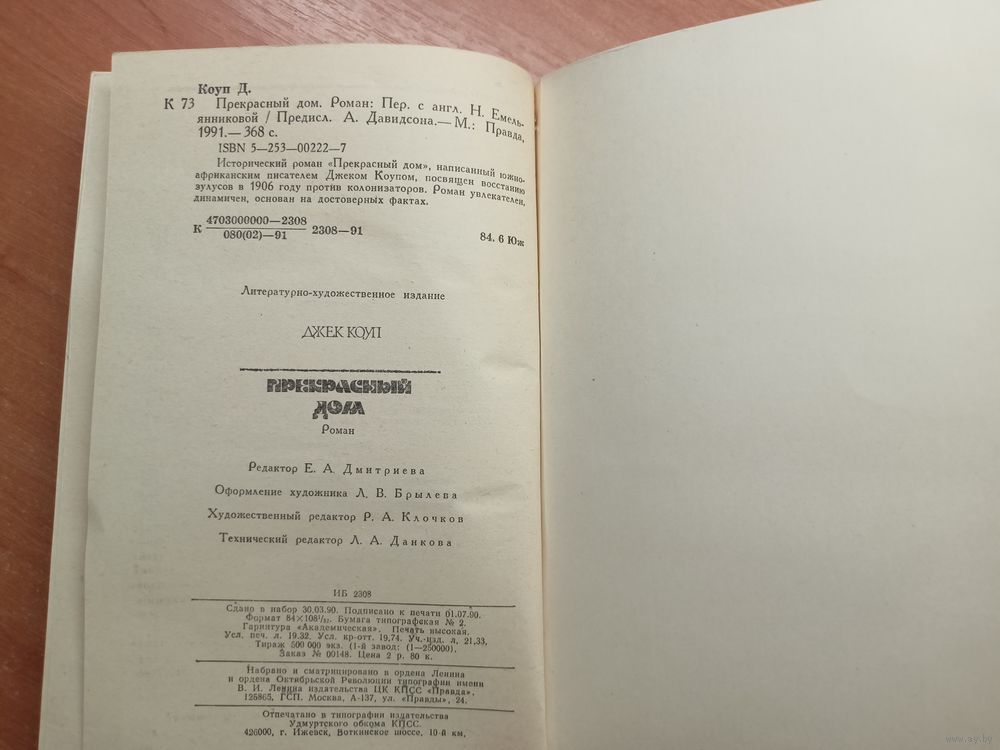 Коуп Д.
К 73 Прекрасный дом. Роман: Пер. с англ. Н. Емель-
янниковой / Предисл. А. Давидсона.— М.: Правда,
1991.— 368 с.
ISBN 5—253—00222—7
Исторический роман «Прекрасный дом», написанный южно-
африканским писателем Джеком Коупом, посвящен восстанию
зулусов в 1906 году против колонизаторов. Роман увлекателен,
динамичен, основан на достоверных фактах.
4703000000—2308
К 2308—91
080(02)—91
84. 6 Юж
Литературно-художественное издание
ДЖЕК КОУП
ПРЕКРАСНЫЙ
ДОМ
Роман
Редактор Е. А. Дмитриева
Оформление художника Л. В. Брылева
Художественный редактор Р. А. Клочков
Технический редактор Л. А. Данкова
ИБ 2308
Сдано в набор 30.03.90. Подписано к печати 01.07.90.
Формат 84×108¹/₃₂. Бумага типографская № 2.
Гарнитура «Академическая». Печать высокая.
Усл. печ. л. 19,32. Усл. кр-отт. 19,74. Уч.-изд. л. 21,33.
Тираж 500 000 экз. (1-й завод: (1—250000).
Заказ № 00148. Цена 2 р. 80 к.
Набрано и сматрицировано в ордена Ленина
и ордена Октябрьской Революции типографии имени
В. И. Ленина издательства ЦК КПСС «Правда»,
125865, ГСП, Москва, А-137, ул. «Правды», 24.
Отпечатано в типографии издательства
Удмуртского обкома КПСС.
426000, г. Ижевск, Воткинское шоссе, 10-й км,
www.ay.by